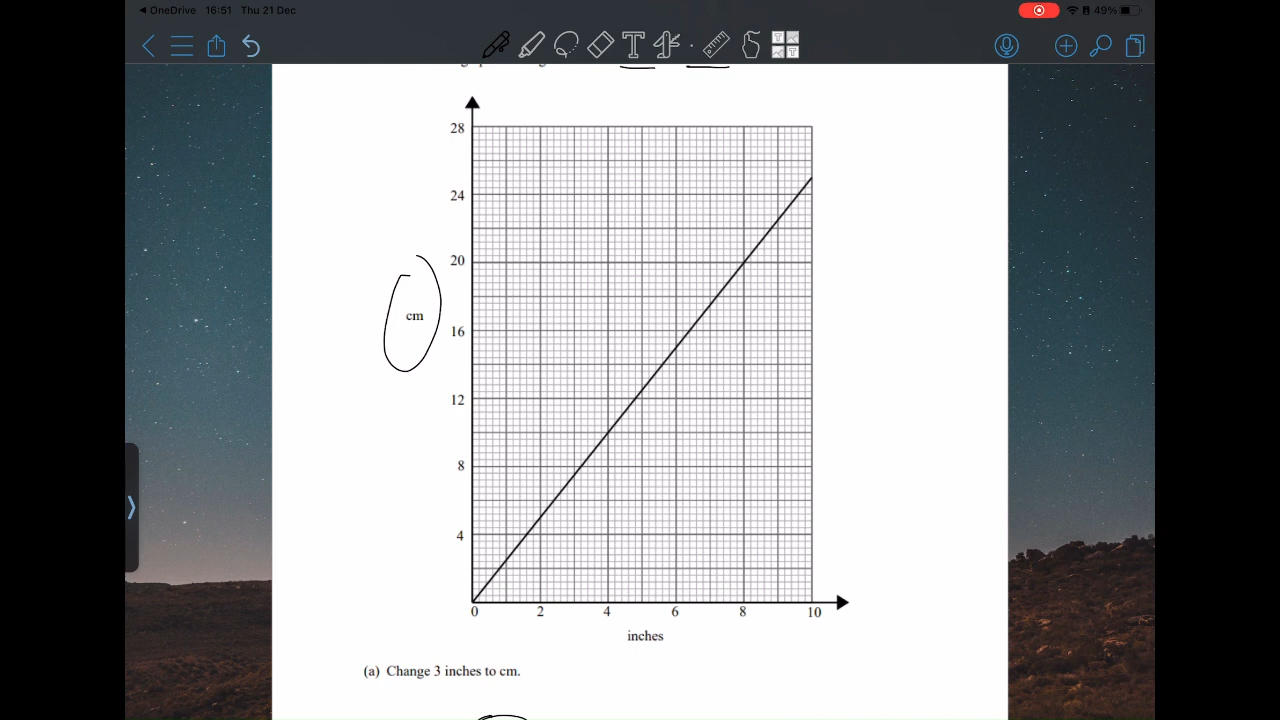 OneDrive 16:51 Thu 21 Dec 49%
T
T
T
28
24
20
cm
16
12
8
4
0 2 4 6 8 10
inches
(a) Change 3 inches to cm.